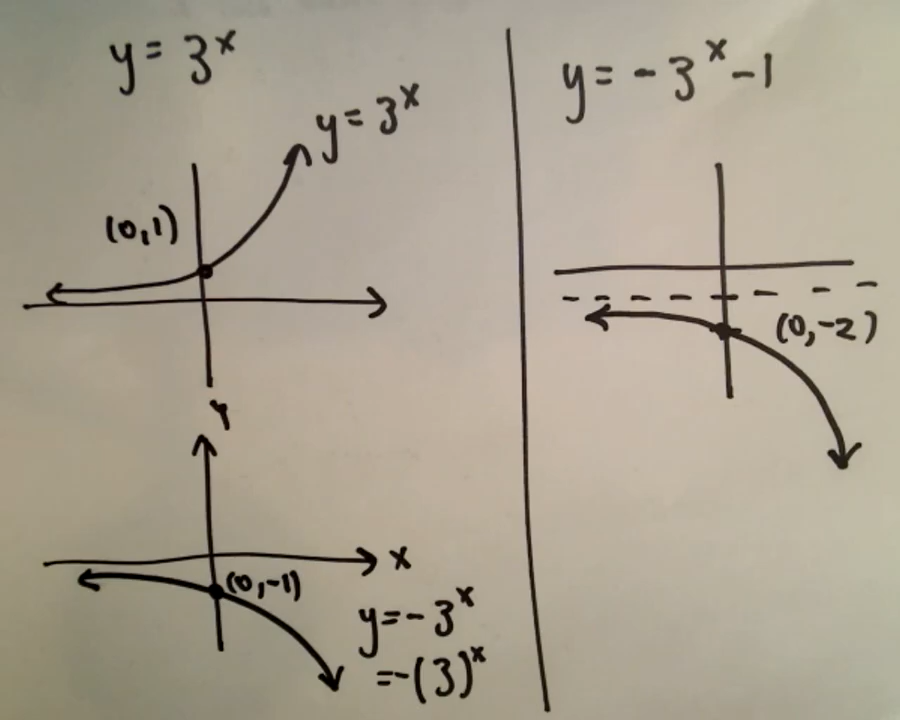 y = 3^x
y = 3^x
(0,1)
Y
X
(0,-1)
y = -3^x
= -(3)^x
y = -3^x -1
(0,-2)